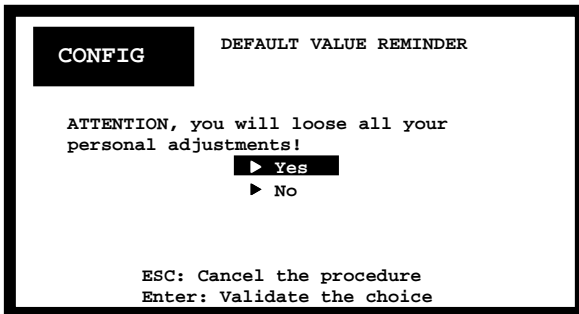 CONFIG
DEFAULT VALUE REMINDER
ATTENTION, you will loose all your
personal adjustments!
Yes
No
ESC: Cancel the procedure
Enter: Validate the choice